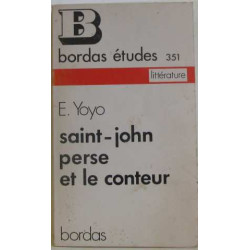 B
bordas études 351
littérature
E. Yoyo
saint-john
perse
et le conteur
bordas